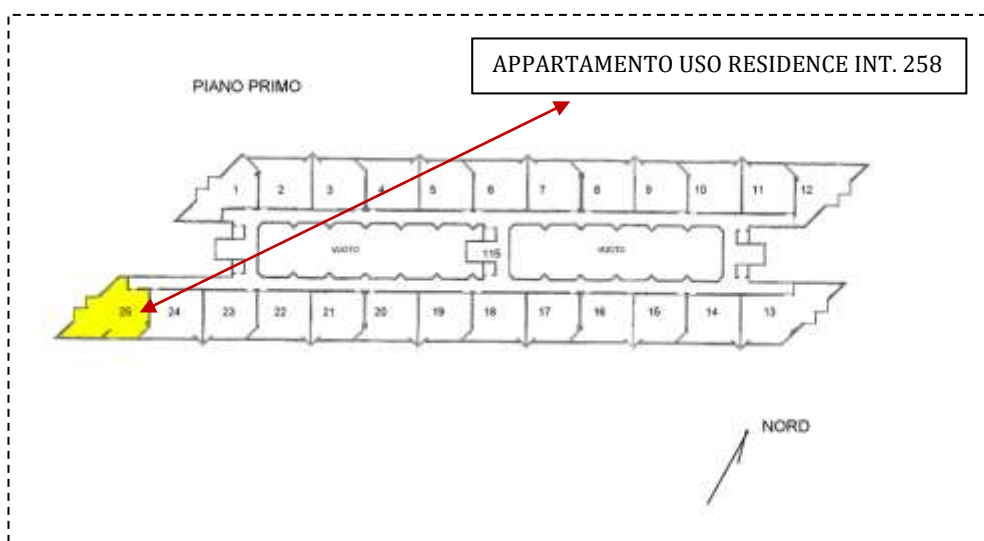 APPARTAMENTO USO RESIDENCE INT. 258
PIANO PRIMO
1 2 3 4 5 6 7 8 9 10 11 12
VUOTO 115 VUOTO
25 24 23 22 21 20 19 18 17 16 15 14 13
NORD